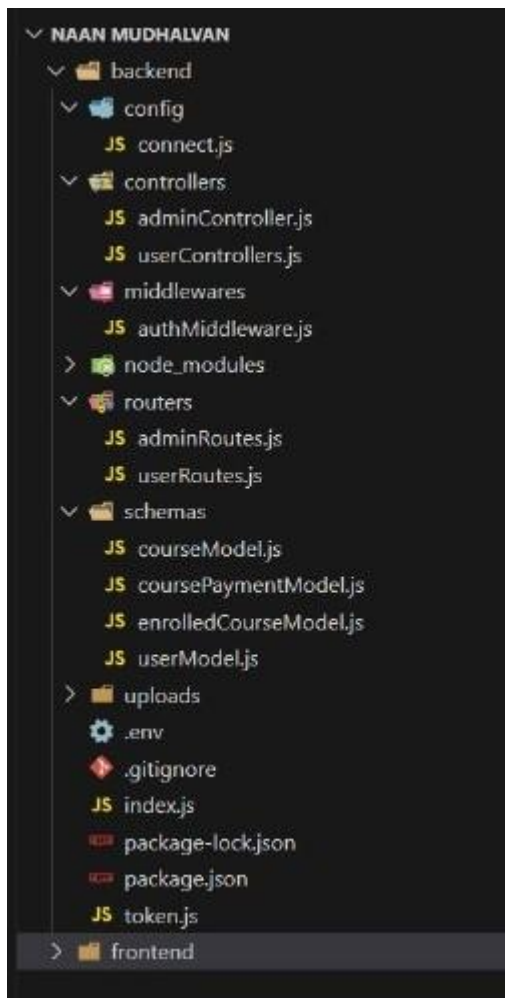 NAAN MUDHALVAN
backend
config
JS connect.js
controllers
JS adminController.js
JS userControllers.js
middlewares
JS authMiddleware.js
node_modules
routers
JS adminRoutes.js
JS userRoutes.js
schemas
JS courseModel.js
JS coursePaymentModel.js
JS enrolledCourseModel.js
JS userModel.js
uploads
.env
.gitignore
JS index.js
package-lock.json
package.json
JS token.js
frontend